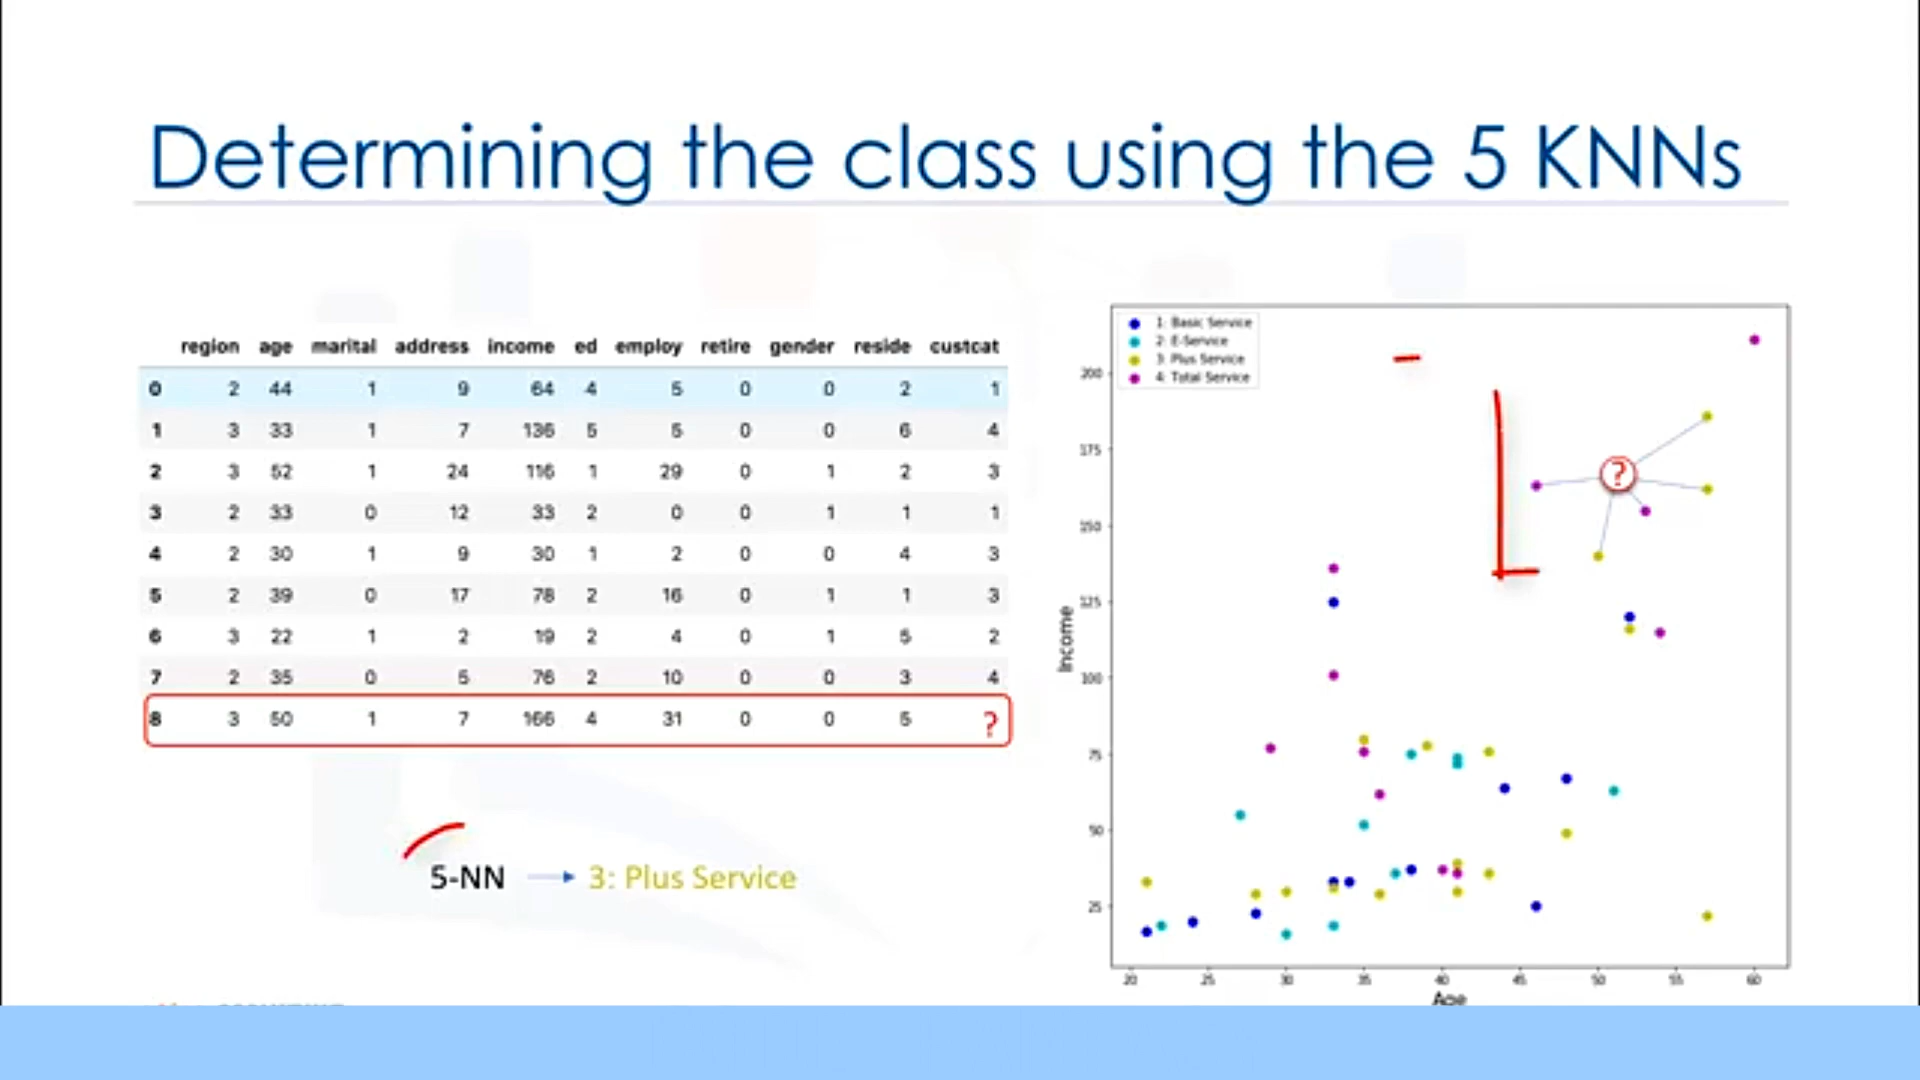 Determining the class using the 5 KNNs
region age marital address income ed employ retire gender reside custcat
0 2 44 1 9 64 4 5 0 0 2 1
1 3 33 1 7 136 5 5 0 0 6 4
2 3 52 1 24 116 1 29 0 1 2 3
3 2 33 0 12 33 2 0 0 1 1 1
4 2 30 1 9 30 1 2 0 0 4 3
5 2 39 0 17 78 2 16 0 1 1 3
6 3 22 1 2 19 2 4 0 1 5 2
7 2 35 0 5 76 2 10 0 0 3 4
8 3 50 1 7 166 4 31 0 0 5 ?
5-NN 3: Plus Service
1: Basic Service
2: E-Service
3: Plus Service
4: Total Service
?
200
175
150
125
100
75
50
25
Income
20 25 30 35 40 45 50 55 60
Age